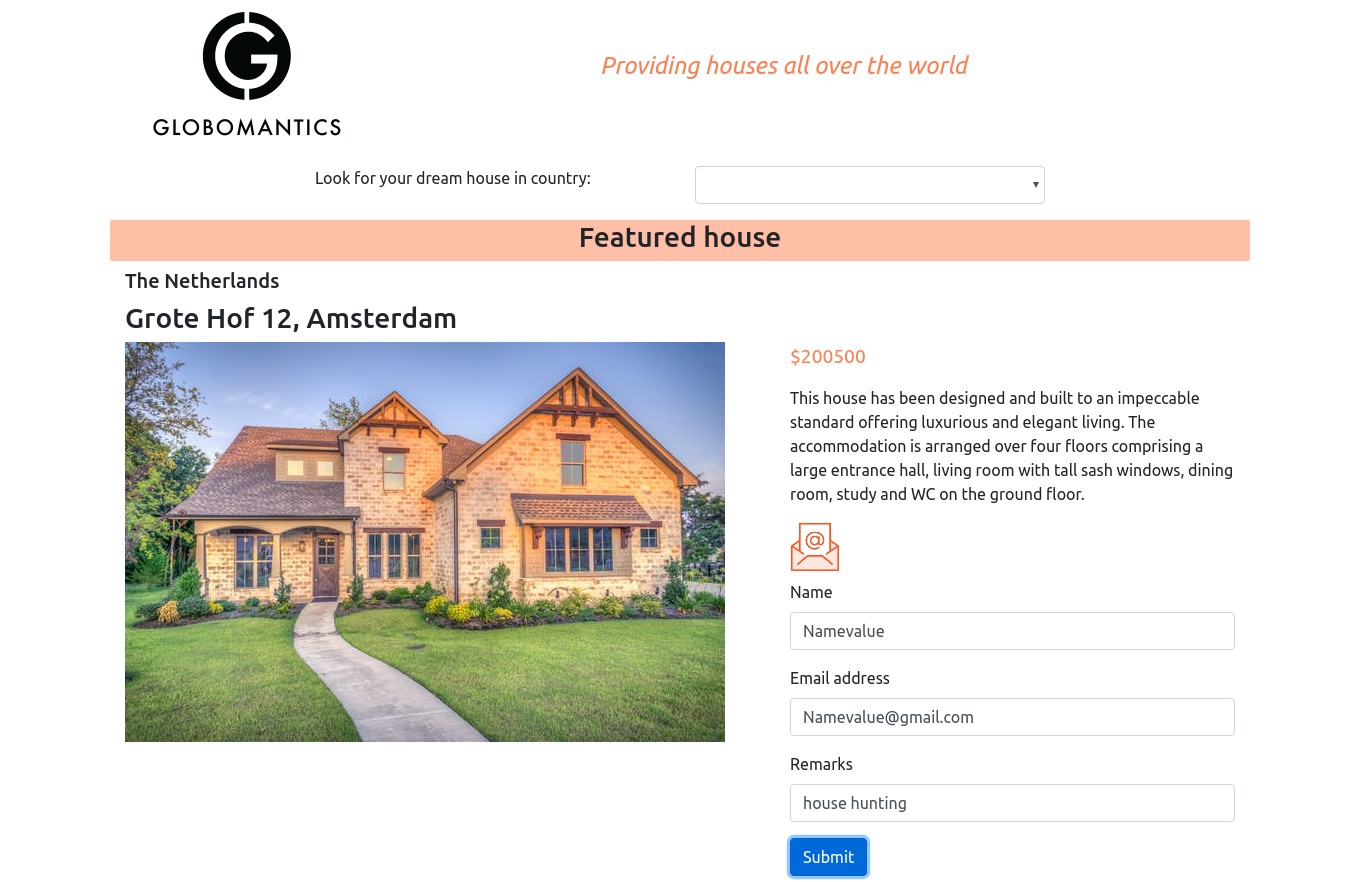 GLOBOMANTICS
Providing houses all over the world
Look for your dream house in country:
Featured house
The Netherlands
Grote Hof 12, Amsterdam
$200500
This house has been designed and built to an impeccable
standard offering luxurious and elegant living. The
accommodation is arranged over four floors comprising a
large entrance hall, living room with tall sash windows, dining
room, study and WC on the ground floor.
@
Name
Namevalue
Email address
Namevalue@gmail.com
Remarks
house hunting
Submit